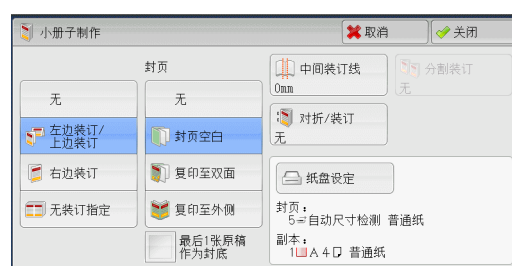 小册子制作
取消
关闭
封页
无
左边装订/
上边装订
右边装订
无装订指定
无
封页空白
复印至双面
复印至外侧
最后1张原稿
作为封底
中间装订线
0mm
分割装订
无
对折/装订
无
纸盘设定
封页：
5 自动尺寸检测 普通纸
副本：
1 A4 普通纸